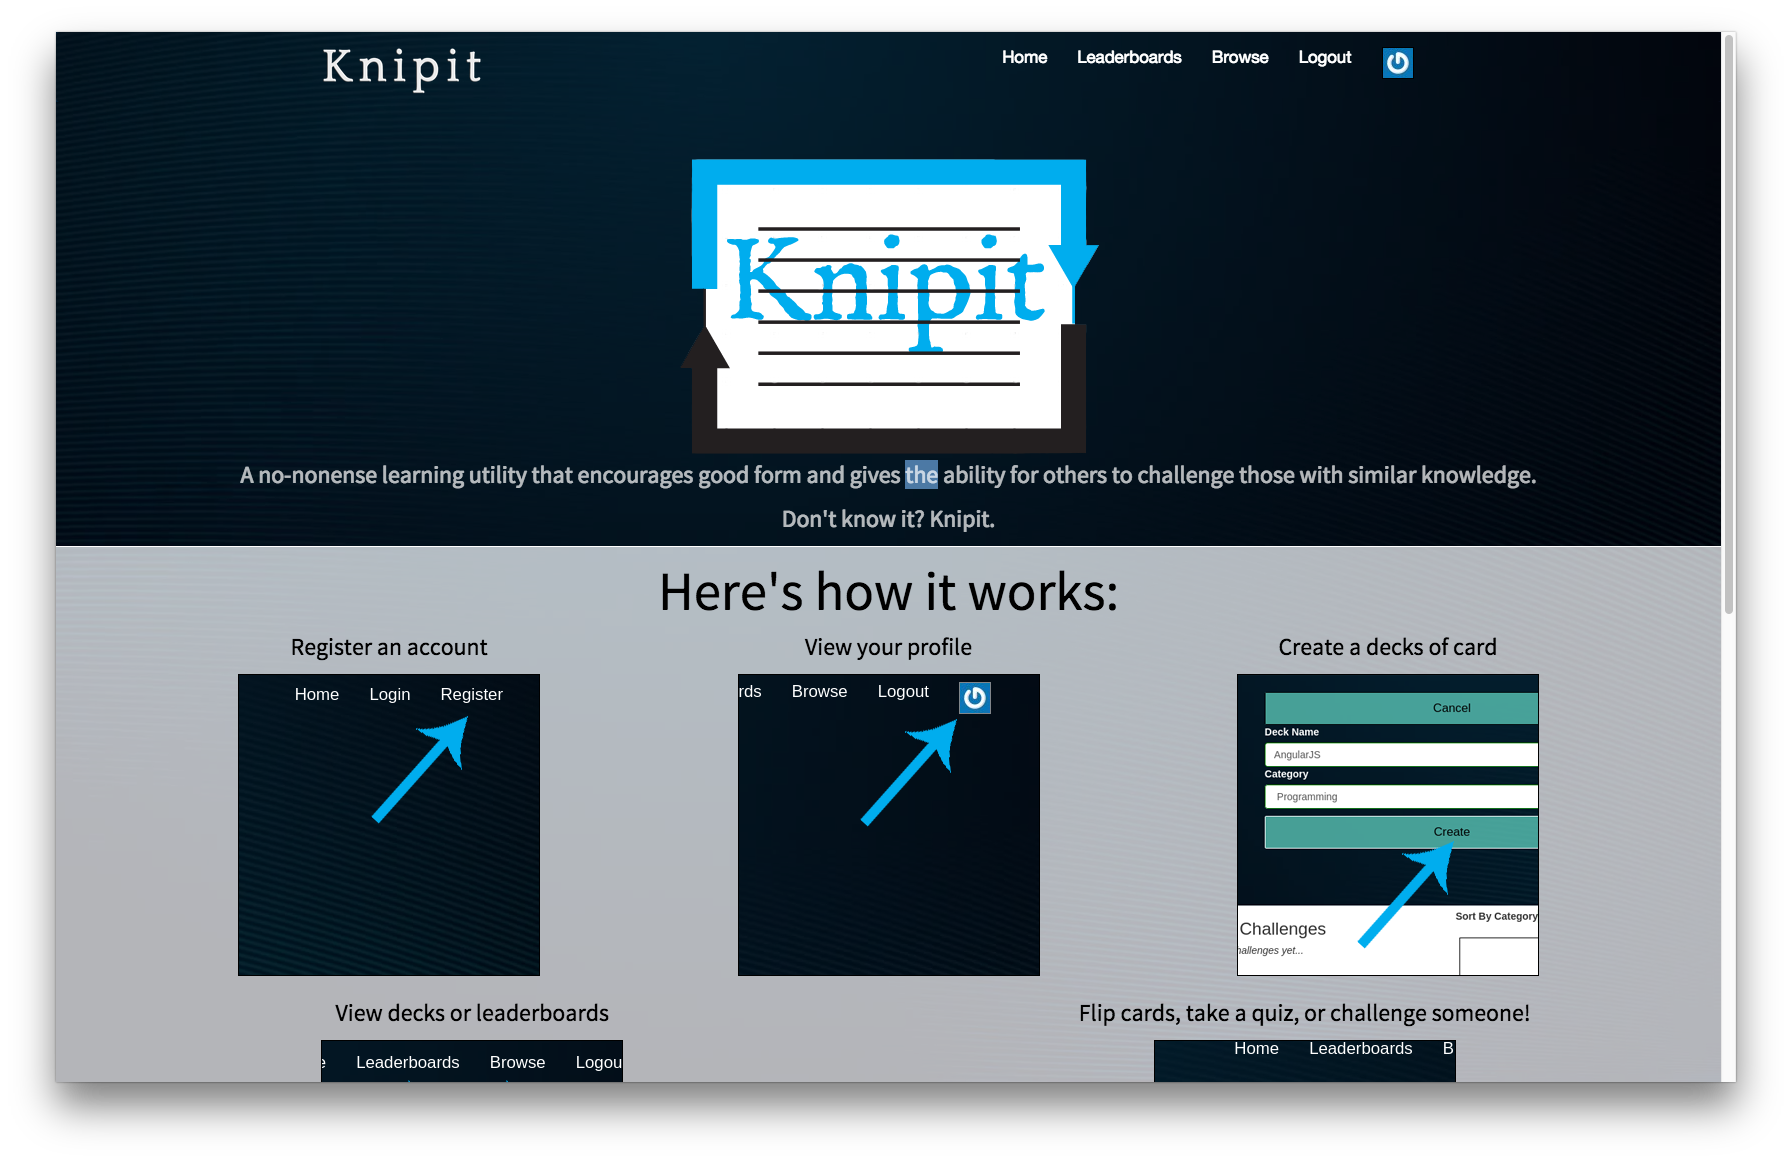 Knipit
Home Leaderboards Browse Logout
Knipit
A no-nonense learning utility that encourages good form and gives the ability for others to challenge those with similar knowledge.
Don't know it? Knipit.
Here's how it works:
Register an account
Home Login Register
View your profile
rds Browse Logout
Create a decks of card
Cancel
Deck Name
AngularJS
Category
Programming
Create
Sort By Category
Challenges
hallenges yet...
View decks or leaderboards
e Leaderboards Browse Logou
Flip cards, take a quiz, or challenge someone!
Home Leaderboards B